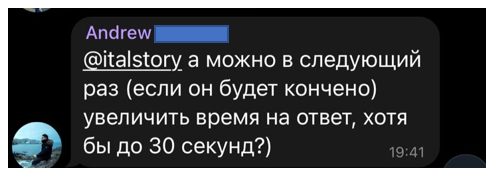 Andrew
@italstory а можно в следующий
раз (если он будет кончено)
увеличить время на ответ, хотя
бы до 30 секунд?)
19:41